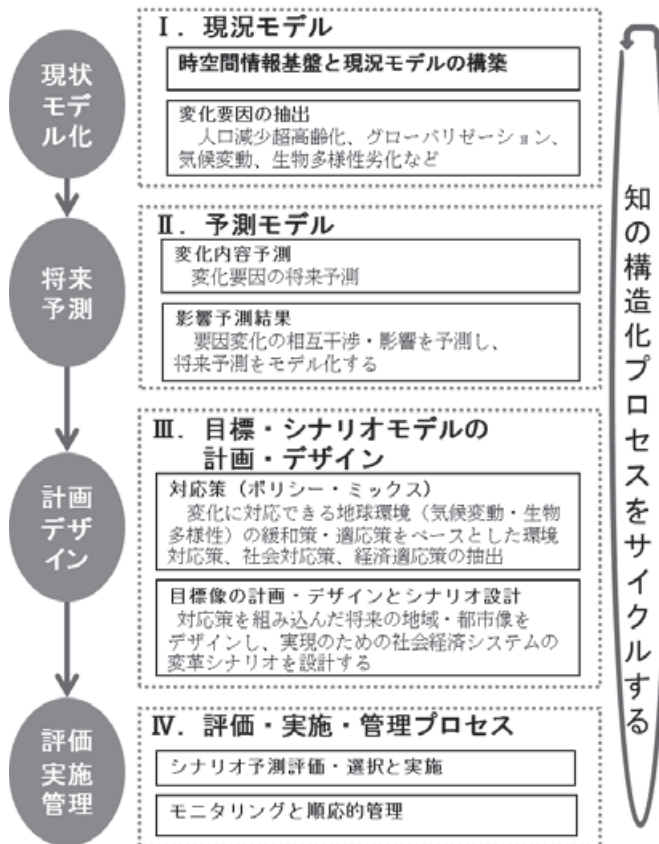 現状
モデ
ル化
Ⅰ．現況モデル
時空間情報基盤と現況モデルの構築
変化要因の抽出
人口減少超高齢化、グローバリゼーション、
気候変動、生物多様性劣化など
将来
予測
Ⅱ．予測モデル
変化内容予測
変化要因の将来予測
影響予測結果
要因変化の相互干渉・影響を予測し、
将来予測をモデル化する
計画
デザ
イン
Ⅲ．目標・シナリオモデルの
計画・デザイン
対応策（ポリシー・ミックス）
変化に対応できる地球環境（気候変動・生物
多様性）の緩和策・適応策をベースとした環境
対応策、社会対応策、経済適応策の抽出
目標像の計画・デザインとシナリオ設計
対応策を組み込んだ将来の地域・都市像を
デザインし、実現のための社会経済システムの
変革シナリオを設計する
評価
実施
管理
Ⅳ．評価・実施・管理プロセス
シナリオ予測評価・選択と実施
モニタリングと順応的管理
知の構造化プロセスをサイクルする